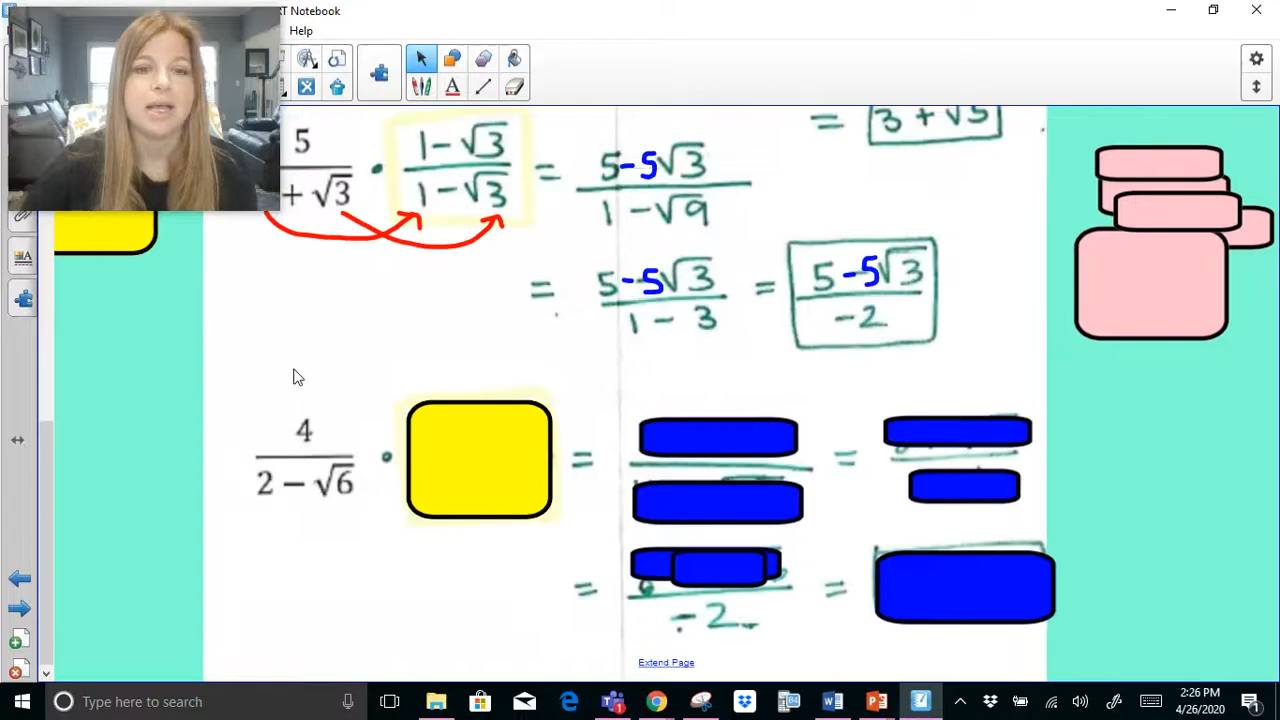 RT Notebook
Help
= 3 + √5
5 / + √3 • 1 - √3 / 1 - √3 = 5 -5√3 / 1 - √9
= 5 -5√3 / 1 - 3 = 5 -5√3 / -2
4 / 2 − √6 • = =
= / -2 =
Extend Page
Type here to search
2:26 PM
4/26/2020